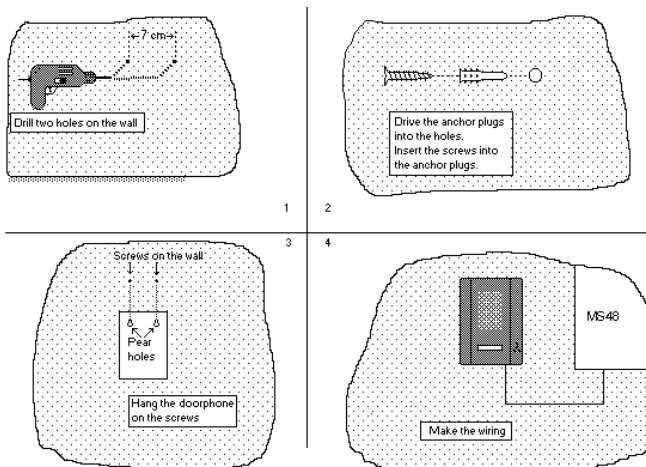 7 cm
Drill two holes on the wall
1
Drive the anchor plugs
into the holes.
Insert the screws into
the anchor plugs.
2
3
Screws on the wall
Pear
holes
Hang the doorphone
on the screws
4
MS48
Make the wiring